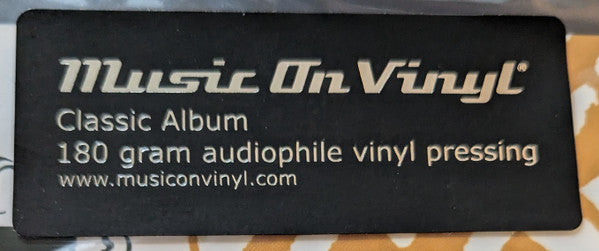 Music On Vinyl®
Classic Album
180 gram audiophile vinyl pressing
www.musiconvinyl.com